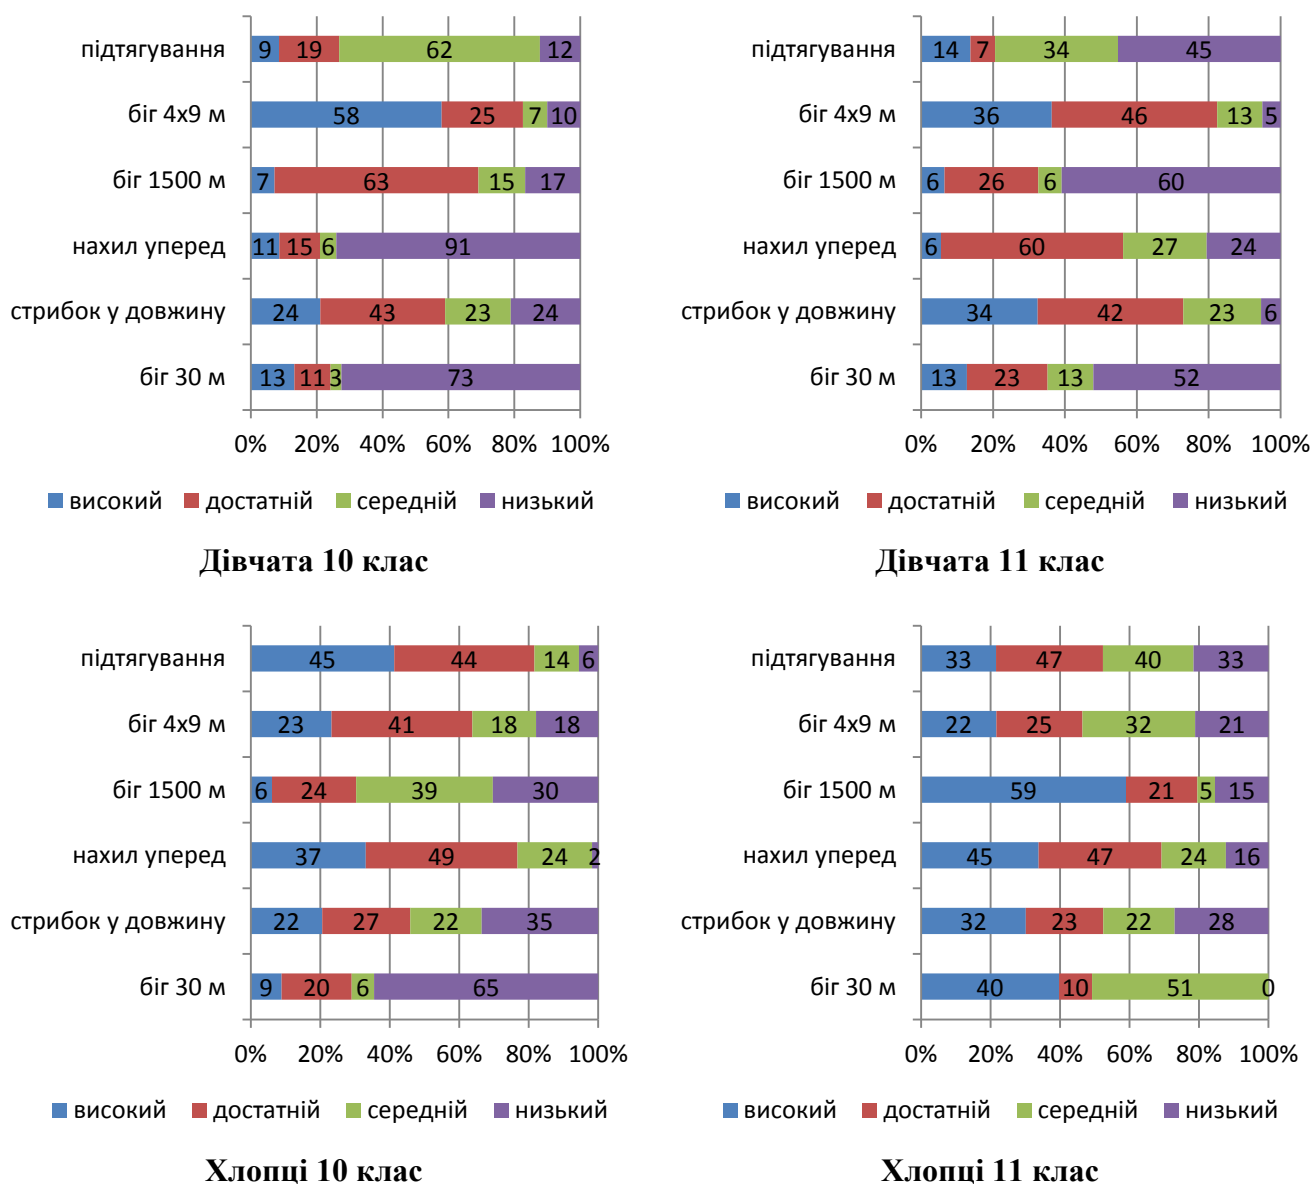 підтягування 9 19 62 12
біг 4х9 м 58 25 7 10
біг 1500 м 7 63 15 17
нахил уперед 11 15 6 91
стрибок у довжину 24 43 23 24
біг 30 м 13 11 3 73
0% 20% 40% 60% 80% 100%
високий достатній середній низький
Дівчата 10 клас
підтягування 14 7 34 45
біг 4х9 м 36 46 13 5
біг 1500 м 6 26 6 60
нахил уперед 6 60 27 24
стрибок у довжину 34 42 23 6
біг 30 м 13 23 13 52
0% 20% 40% 60% 80% 100%
високий достатній середній низький
Дівчата 11 клас
підтягування 45 44 14 6
біг 4х9 м 23 41 18 18
біг 1500 м 6 24 39 30
нахил уперед 37 49 24 2
стрибок у довжину 22 27 22 35
біг 30 м 9 20 6 65
0% 20% 40% 60% 80% 100%
високий достатній середній низький
Хлопці 10 клас
підтягування 33 47 40 33
біг 4х9 м 22 25 32 21
біг 1500 м 59 21 5 15
нахил уперед 45 47 24 16
стрибок у довжину 32 23 22 28
біг 30 м 40 10 51 0
0% 20% 40% 60% 80% 100%
високий достатній середній низький
Хлопці 11 клас